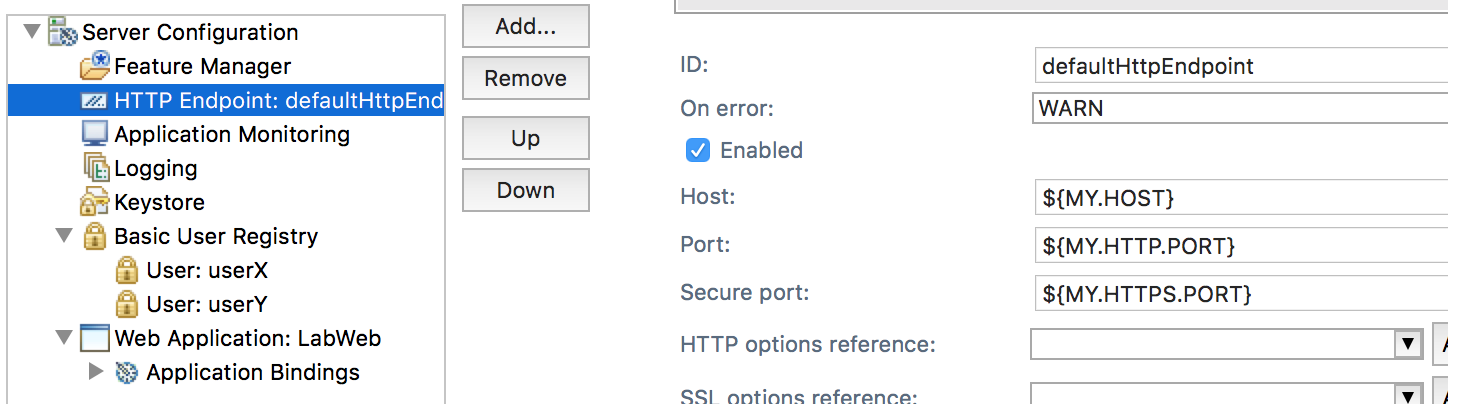 Server Configuration
Feature Manager
HTTP Endpoint: defaultHttpEnd
Application Monitoring
Logging
Keystore
Basic User Registry
User: userX
User: userY
Web Application: LabWeb
Application Bindings
Add...
Remove
Up
Down
ID: defaultHttpEndpoint
On error: WARN
Enabled
Host: ${MY.HOST}
Port: ${MY.HTTP.PORT}
Secure port: ${MY.HTTPS.PORT}
HTTP options reference:
SSL options reference: